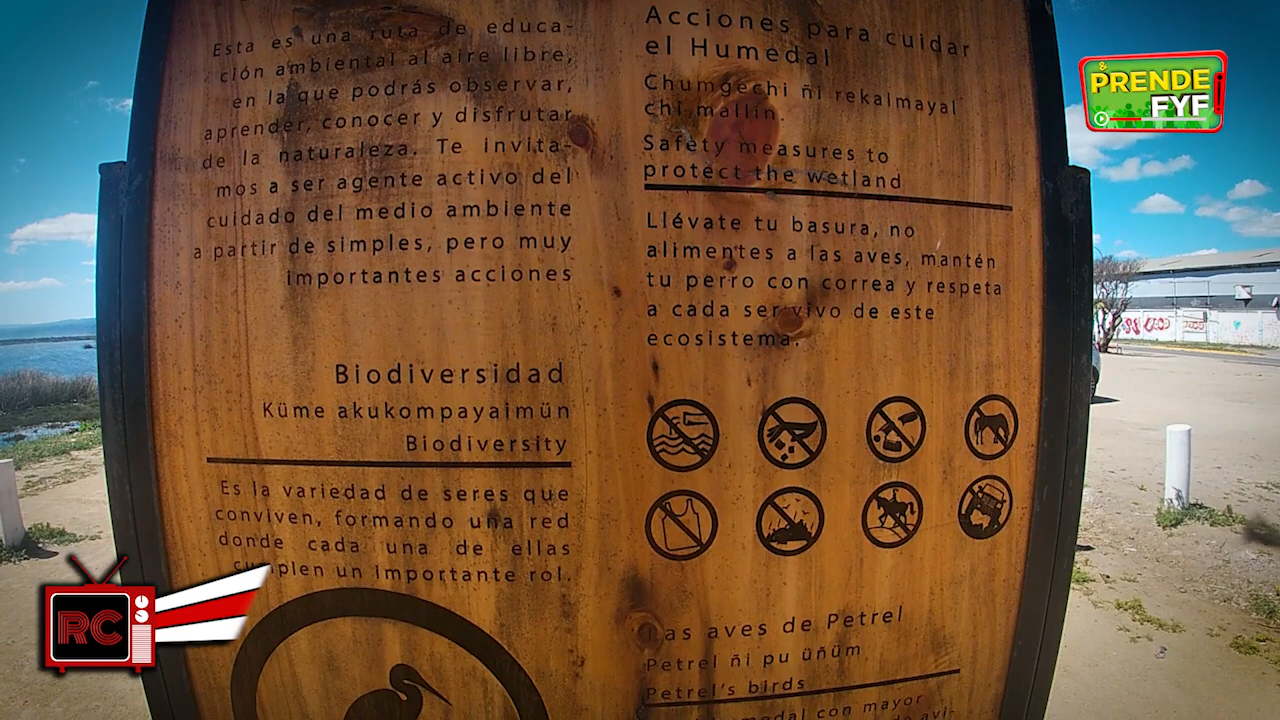 Esta es una ruta de educa-
ción ambiental al aire libre,
en la que podrás observar,
aprender, conocer y disfrutar
de la naturaleza. Te invita-
mos a ser agente activo del
cuidado del medio ambiente
a partir de simples, pero muy
importantes acciones
Biodiversidad
Küme akukompayaimün
Biodiversity
Es la variedad de seres que
conviven, formando una red
donde cada una de ellas
cumplen un importante rol.
Acciones para cuidar
el Humedal
Chumgechi ñi rekalmayal
chi mallin.
Safety measures to
protect the wetland
Llévate tu basura, no
alimentes a las aves, mantén
tu perro con correa y respeta
a cada ser vivo de este
ecosistema.
Las aves de Petrel
Petrel ñi pu üñüm
Petrel's birds
humedal con mayor
avi-
& PRENDE
FYF
RC